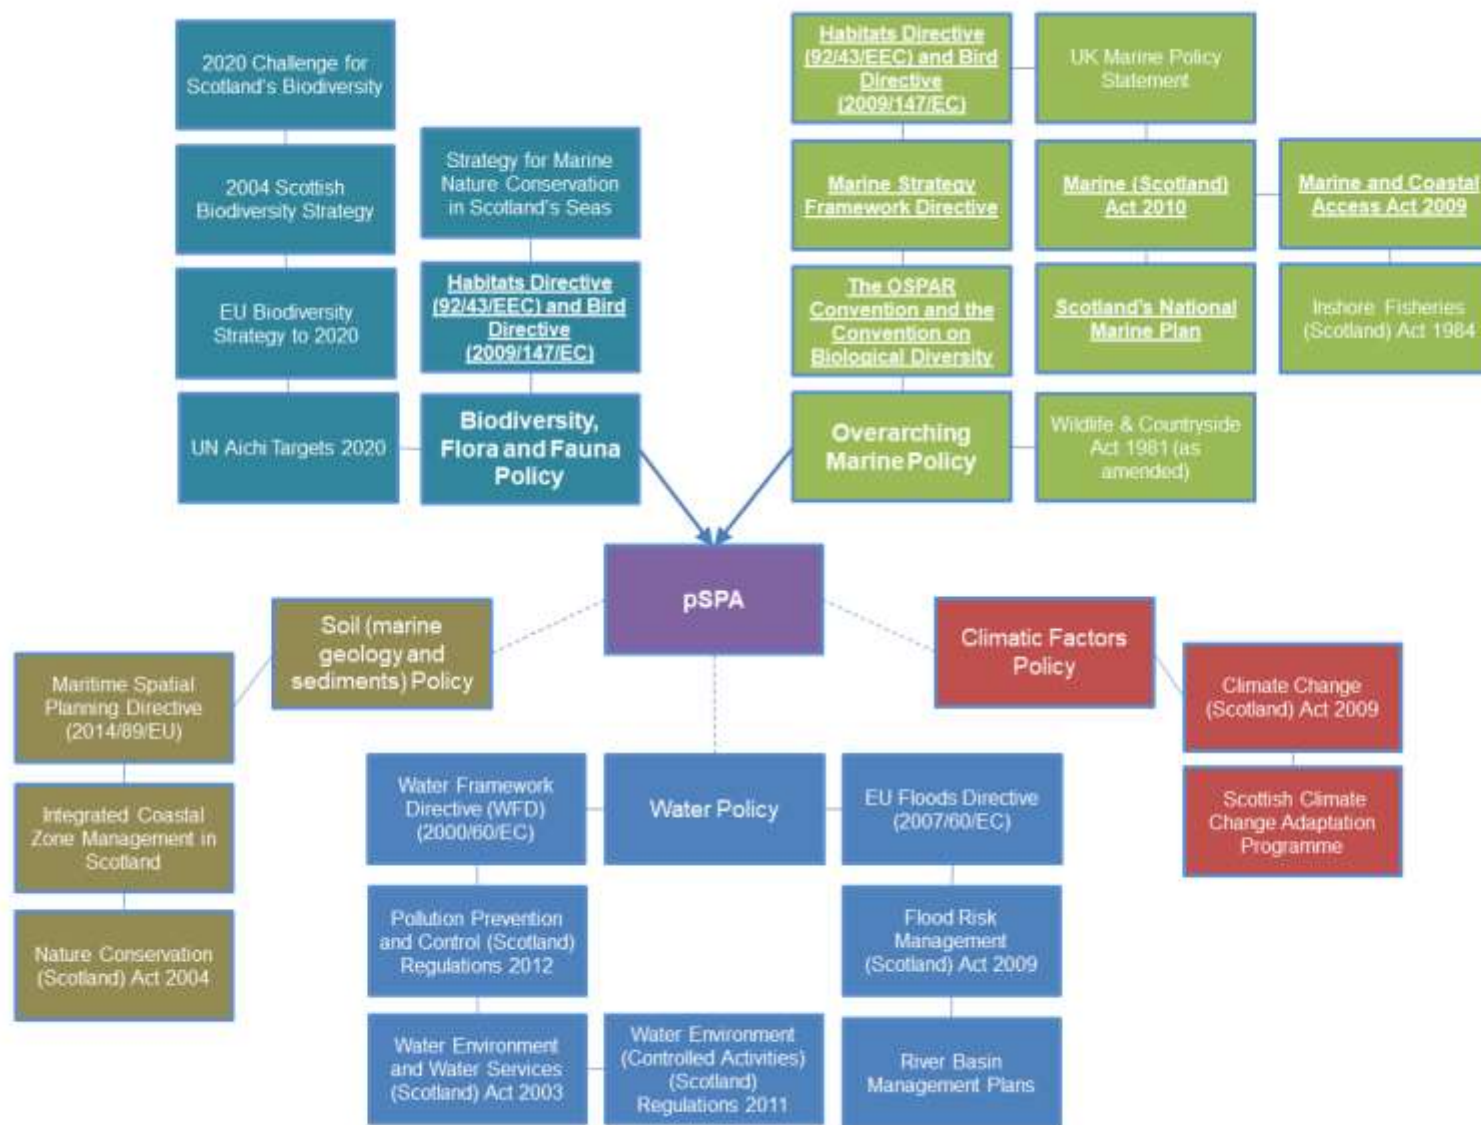 2020 Challenge for
Scotland's Biodiversity
2004 Scottish
Biodiversity Strategy
EU Biodiversity
Strategy to 2020
UN Aichi Targets 2020
Strategy for Marine
Nature Conservation
in Scotland's Seas
Habitats Directive
(92/43/EEC) and Bird
Directive
(2009/147/EC)
Biodiversity,
Flora and Fauna
Policy
Habitats Directive
(92/43/EEC) and Bird
Directive
(2009/147/EC)
Marine Strategy
Framework Directive
The OSPAR
Convention and the
Convention on
Biological Diversity
Overarching
Marine Policy
UK Marine Policy
Statement
Marine (Scotland)
Act 2010
Scotland's National
Marine Plan
Wildlife & Countryside
Act 1981 (as
amended)
Marine and Coastal
Access Act 2009
Inshore Fisheries
(Scotland) Act 1984
pSPA
Soil (marine
geology and
sediments) Policy
Maritime Spatial
Planning Directive
(2014/89/EU)
Integrated Coastal
Zone Management in
Scotland
Nature Conservation
(Scotland) Act 2004
Water Framework
Directive (WFD)
(2000/60/EC)
Pollution Prevention
and Control (Scotland)
Regulations 2012
Water Environment
and Water Services
(Scotland) Act 2003
Water Policy
Water Environment
(Controlled Activities)
(Scotland)
Regulations 2011
EU Floods Directive
(2007/60/EC)
Flood Risk
Management
(Scotland) Act 2009
River Basin
Management Plans
Climatic Factors
Policy
Climate Change
(Scotland) Act 2009
Scottish Climate
Change Adaptation
Programme